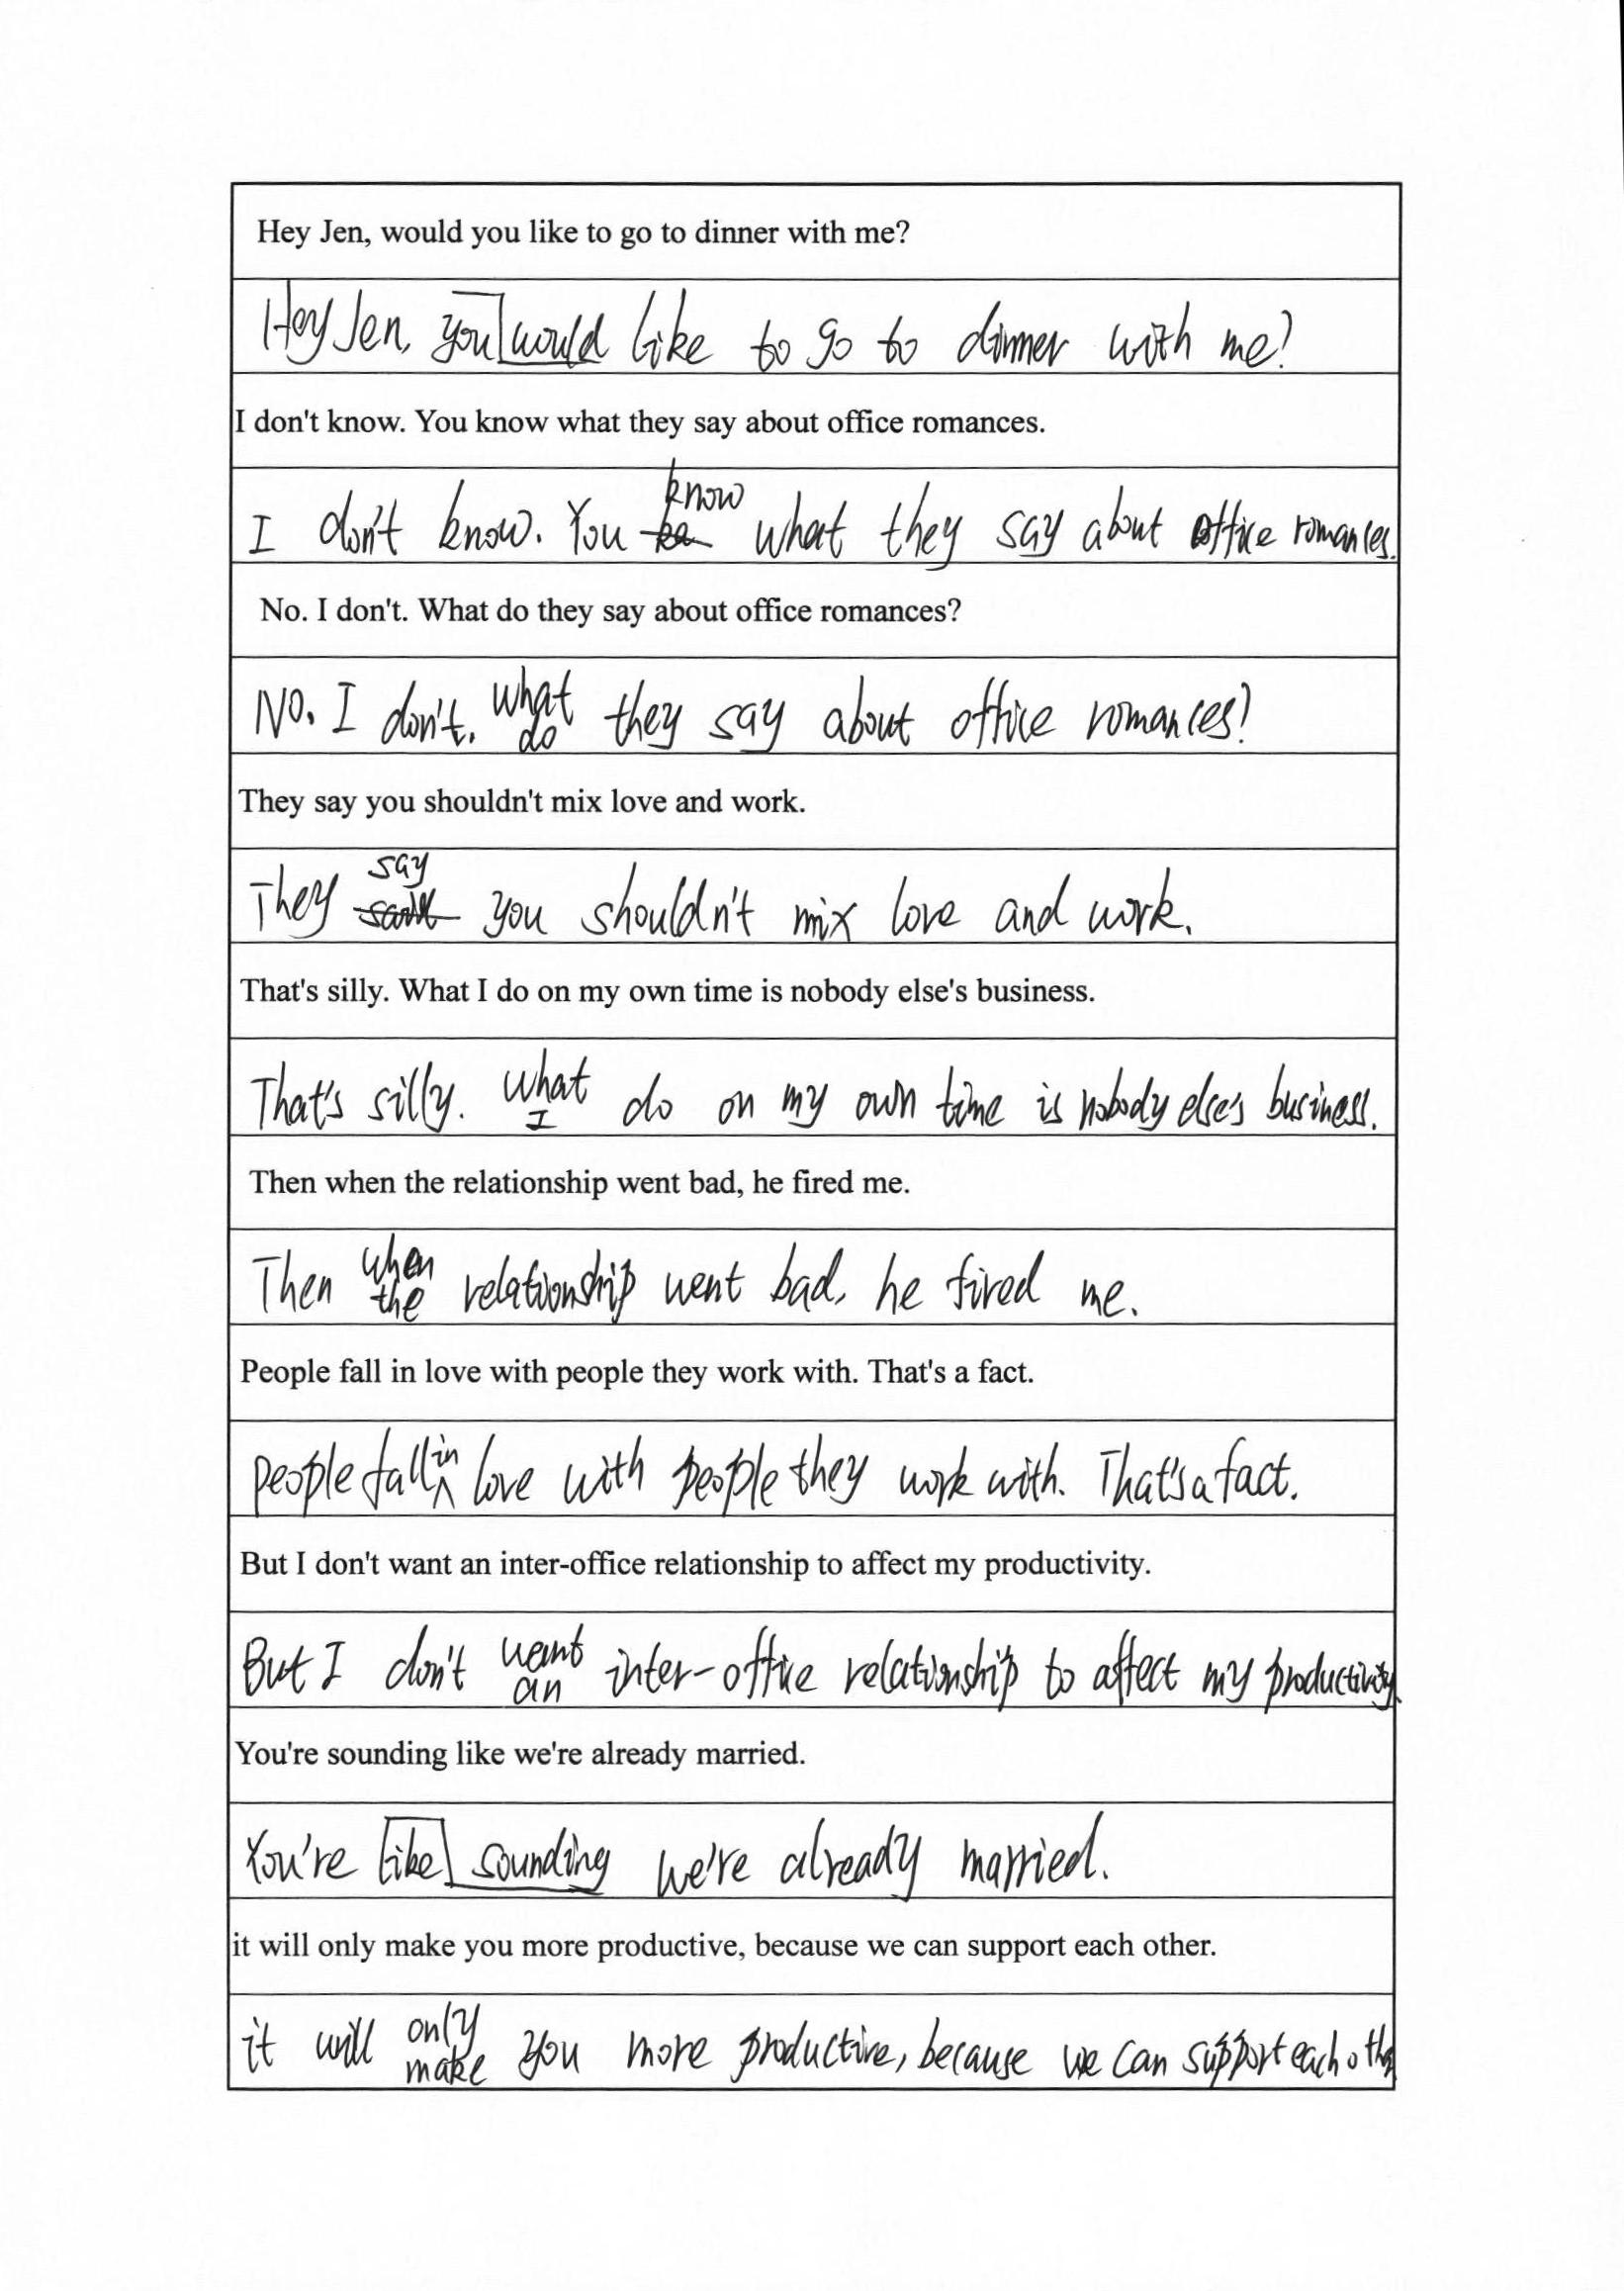 Hey Jen, would you like to go to dinner with me?
Hey Jen, would you like to go to dinner with me?
I don't know. You know what they say about office romances.
I don't know. You know what they say about office romances.
No. I don't. What do they say about office romances?
No. I don't. What do they say about office romances?
They say you shouldn't mix love and work.
They say you shouldn't mix love and work.
That's silly. What I do on my own time is nobody else's business.
That's silly. What I do on my own time is nobody else's business.
Then when the relationship went bad, he fired me.
Then when the relationship went bad, he fired me.
People fall in love with people they work with. That's a fact.
people fall in love with people they work with. That's a fact.
But I don't want an inter-office relationship to affect my productivity.
But I don't want an inter-office relationship to affect my productivity.
You're sounding like we're already married.
You're sounding like we're already married.
it will only make you more productive, because we can support each other.
it will only make you more productive, because we can support each other